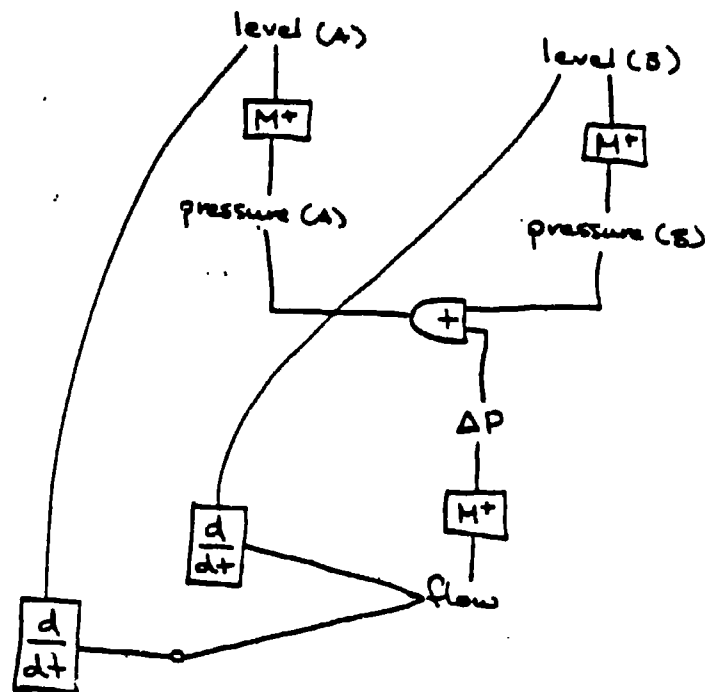 level (A)
level (B)
M+
M+
pressure (A)
pressure (B)
+
ΔP
M+
d
dt
flow
d
dt